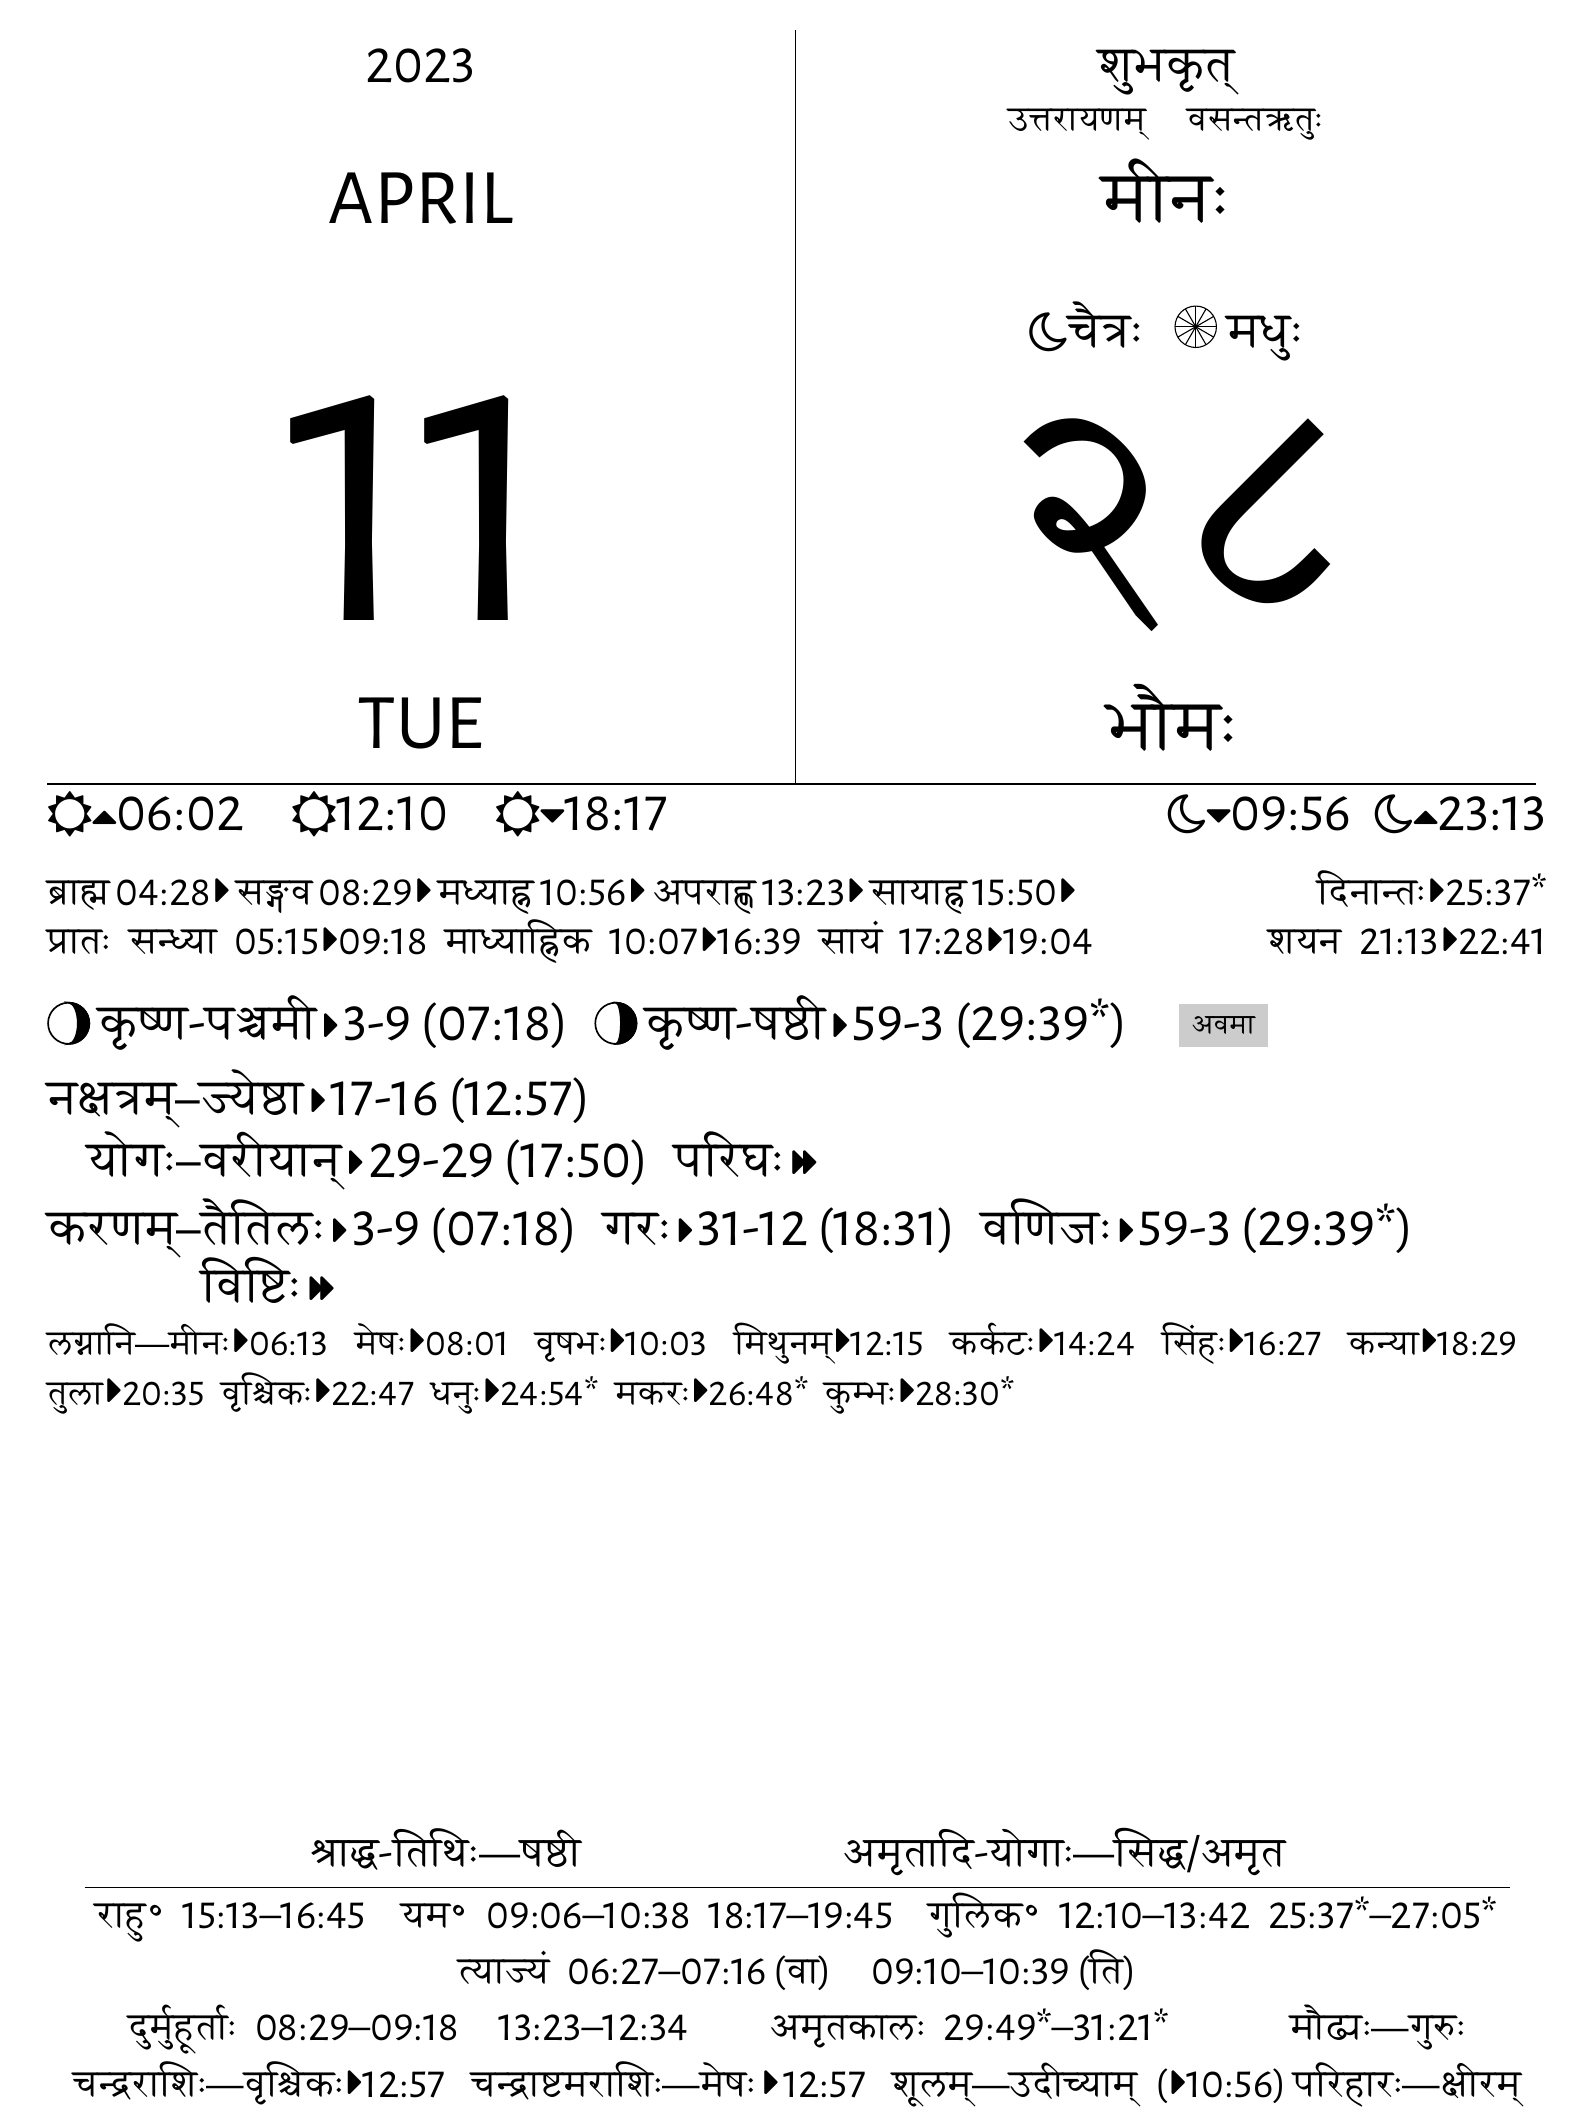 2023
APRIL
11
TUE
शुभकृत्
उत्तरायणम् वसन्तऋतुः
मीनः
चैत्रः मधुः
२८
भौमः
06:02 12:10 18:17 09:56 23:13
ब्राह्म 04:28 सङ्गव 08:29 मध्याह्न 10:56 अपराह्ण 13:23 सायाह्न 15:50 दिनान्तः 25:37*
प्रातः सन्ध्या 05:15 09:18 माध्याह्निक 10:07 16:39 सायं 17:28 19:04 शयन 21:13 22:41
कृष्ण-पञ्चमी 3-9 (07:18) कृष्ण-षष्ठी 59-3 (29:39*) अवमा
नक्षत्रम्–ज्येष्ठा 17-16 (12:57)
योगः–वरीयान् 29-29 (17:50) परिघः
करणम्–तैतिलः 3-9 (07:18) गरः 31-12 (18:31) वणिजः 59-3 (29:39*)
विष्टिः
लग्नानि—मीनः 06:13 मेषः 08:01 वृषभः 10:03 मिथुनम् 12:15 कर्कटः 14:24 सिंहः 16:27 कन्या 18:29
तुला 20:35 वृश्चिकः 22:47 धनुः 24:54* मकरः 26:48* कुम्भः 28:30*
श्राद्ध-तिथिः—षष्ठी अमृतादि-योगाः—सिद्ध/अमृत
राहु॰ 15:13–16:45 यम॰ 09:06–10:38 18:17–19:45 गुलिक॰ 12:10–13:42 25:37*–27:05*
त्याज्यं 06:27–07:16 (वा) 09:10–10:39 (ति)
दुर्मुहूर्ताः 08:29–09:18 13:23–12:34 अमृतकालः 29:49*–31:21* मौढ्यः—गुरुः
चन्द्रराशिः—वृश्चिकः 12:57 चन्द्राष्टमराशिः—मेषः 12:57 शूलम्—उदीच्याम् (10:56) परिहारः—क्षीरम्